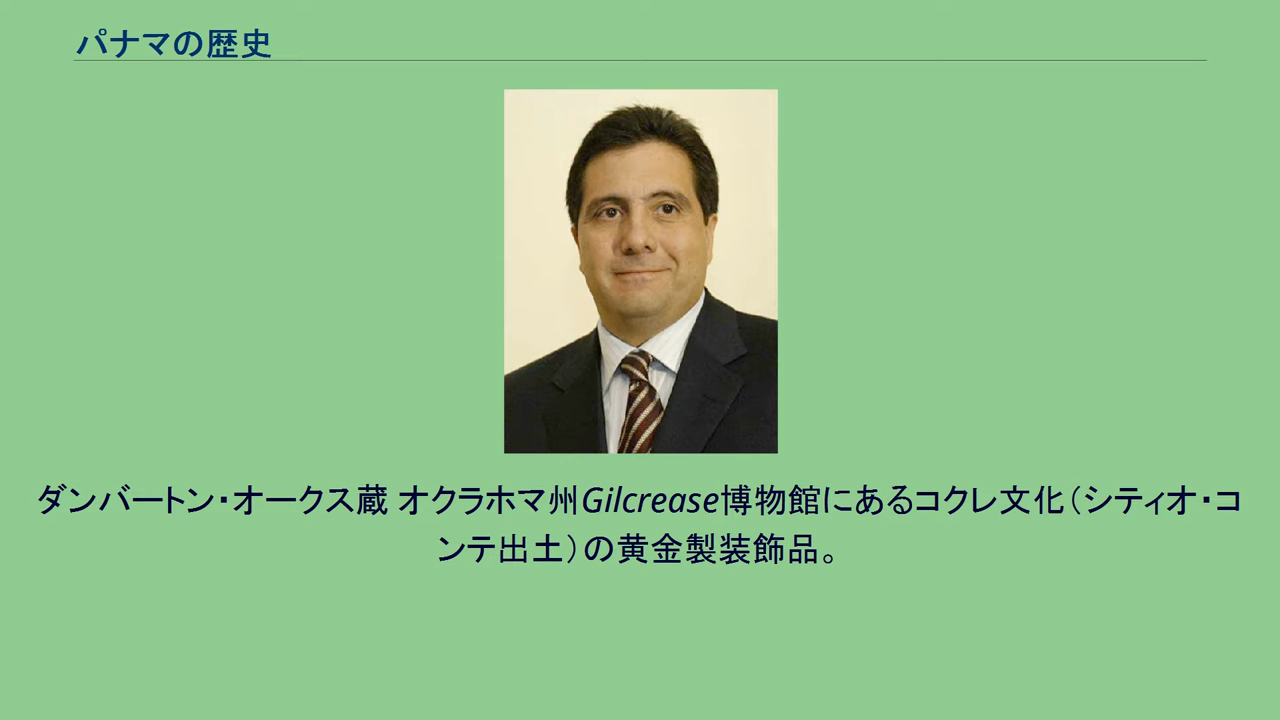 パナマの歴史
ダンバートン・オークス蔵 オクラホマ州Gilcrease博物館にあるコクレ文化（シティオ・コ
ンテ出土）の黄金製装飾品。